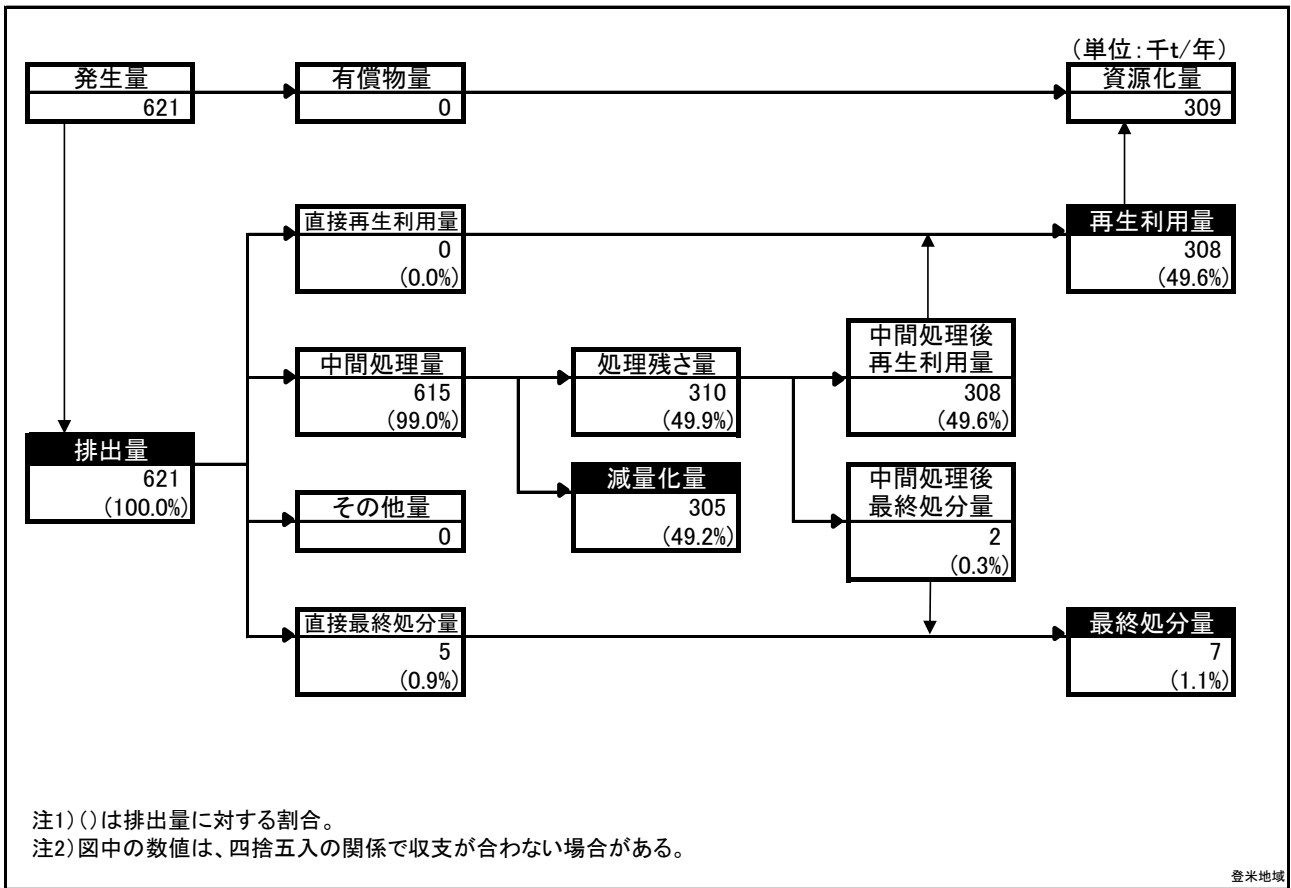 (単位:千t/年)
発生量
621
有償物量
0
資源化量
309
直接再生利用量
0
(0.0%)
再生利用量
308
(49.6%)
中間処理量
615
(99.0%)
処理残さ量
310
(49.9%)
中間処理後
再生利用量
308
(49.6%)
排出量
621
(100.0%)
減量化量
305
(49.2%)
中間処理後
最終処分量
2
(0.3%)
その他量
0
直接最終処分量
5
(0.9%)
最終処分量
7
(1.1%)
注1)()は排出量に対する割合。
注2)図中の数値は、四捨五入の関係で収支が合わない場合がある。
登米地域